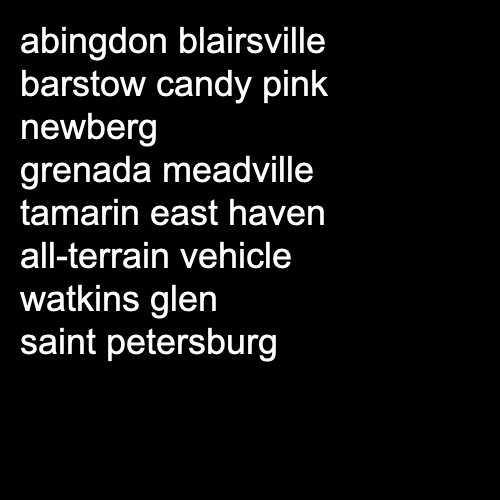 abingdon blairsville
barstow candy pink
newberg
grenada meadville
tamarin east haven
all-terrain vehicle
watkins glen
saint petersburg